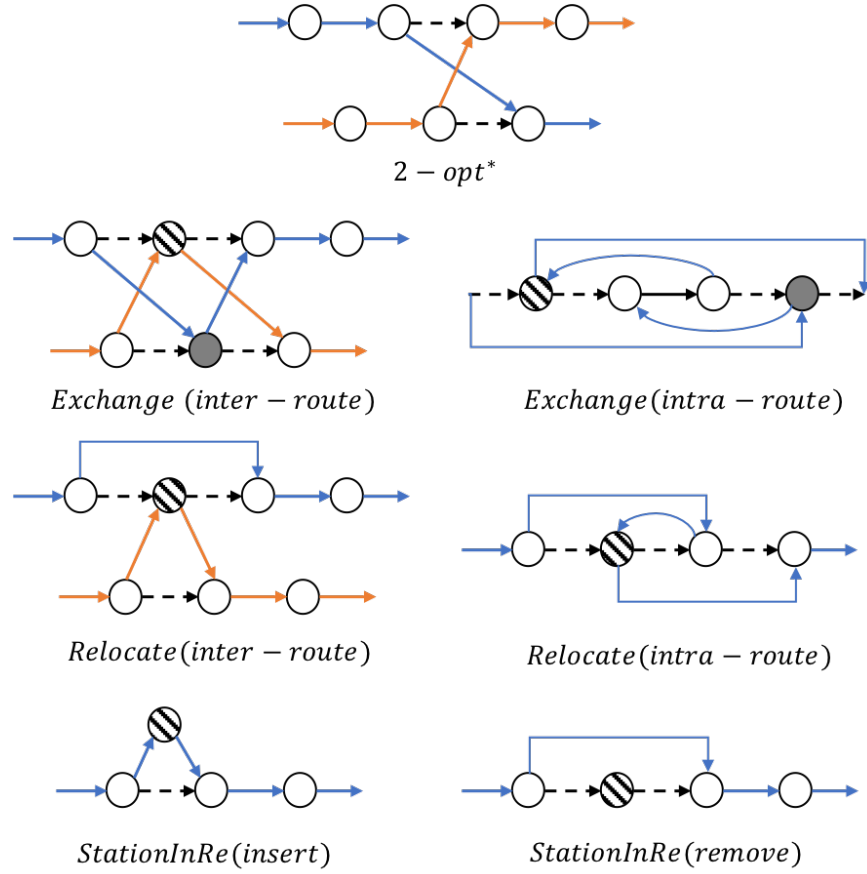 2 − opt*
Exchange (inter − route)
Exchange(intra − route)
Relocate(inter − route)
Relocate(intra − route)
StationInRe(insert)
StationInRe(remove)